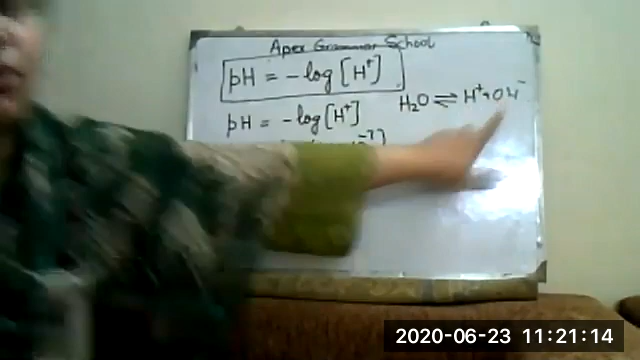 Apex Grammar School
pH = -log [H⁺]
H₂O ⇌ H⁺+OH⁻
pH = -log [H⁺]
2020-06-23 11:21:14